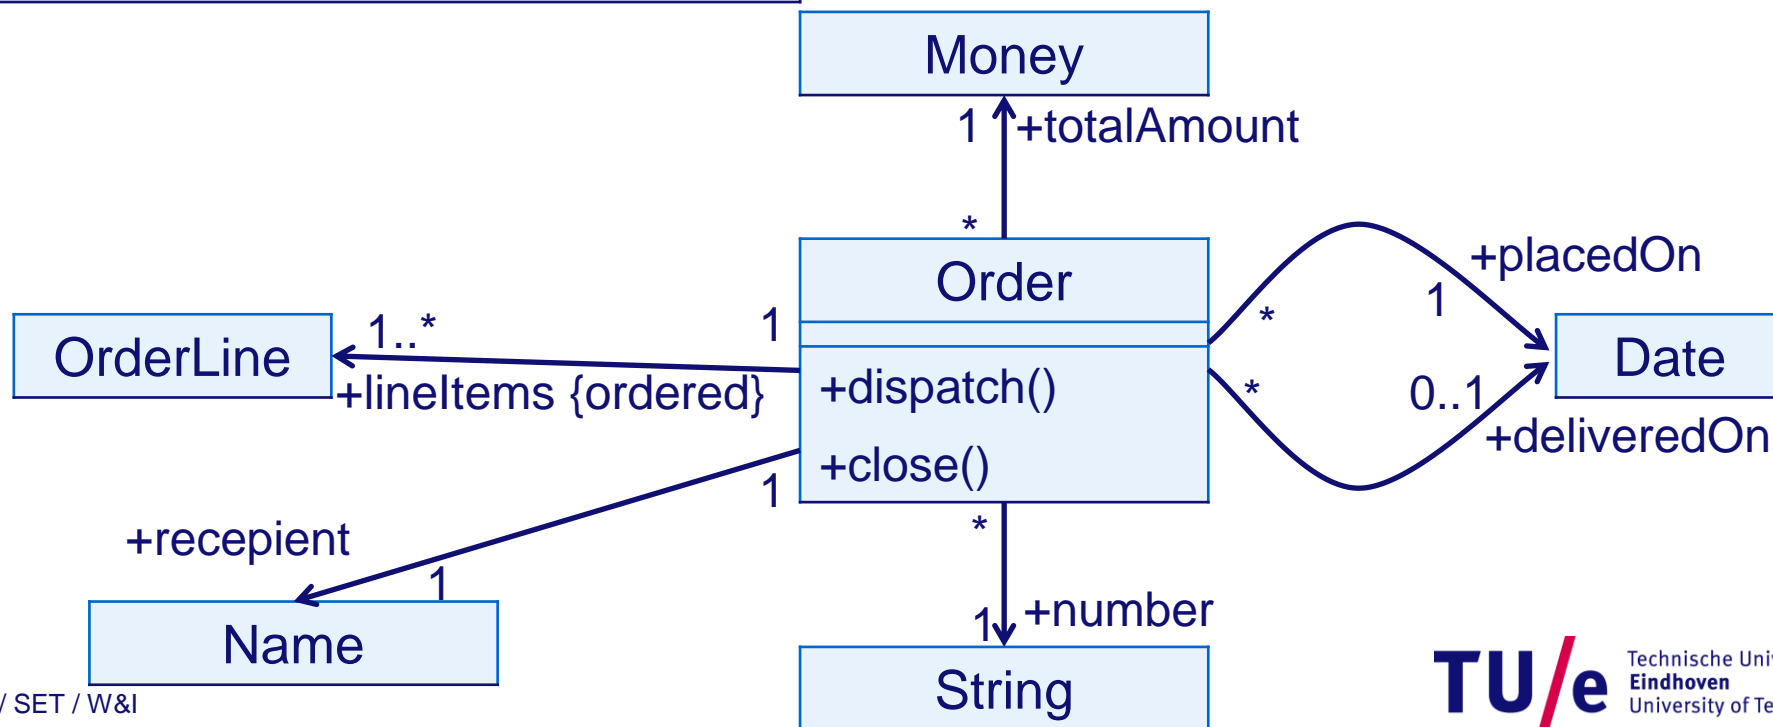 Money
1 +totalAmount
*
Order
+placedOn
1
*
1..*
1
OrderLine
Date
+lineItems {ordered}
+dispatch()
*
0..1
+deliveredOn
+close()
1
+recepient
*
1
+number
1
Name
String
/ SET / W&I
TU/e
Technische Uni
Eindhoven
University of Te